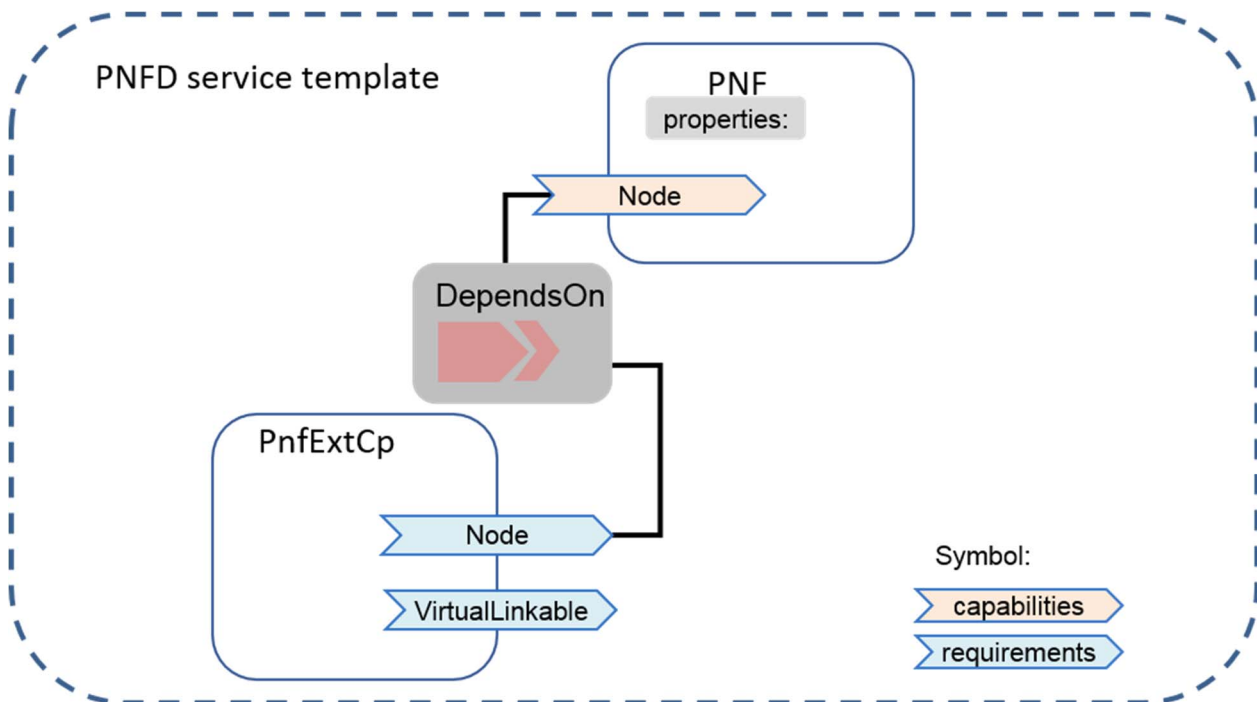 PNFD service template
PNF
properties:
Node
DependsOn
PnfExtCp
Node
VirtualLinkable
Symbol:
capabilities
requirements